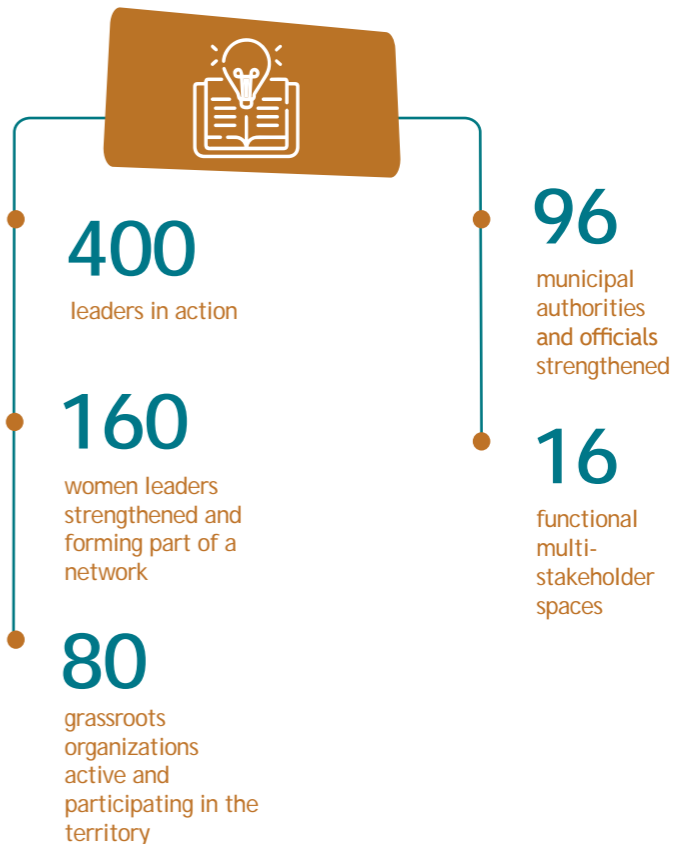 400
leaders in action
160
women leaders
strengthened and
forming part of a
network
80
grassroots
organizations
active and
participating in the
territory
96
municipal
authorities
and officials
strengthened
16
functional
multi-
stakeholder
spaces